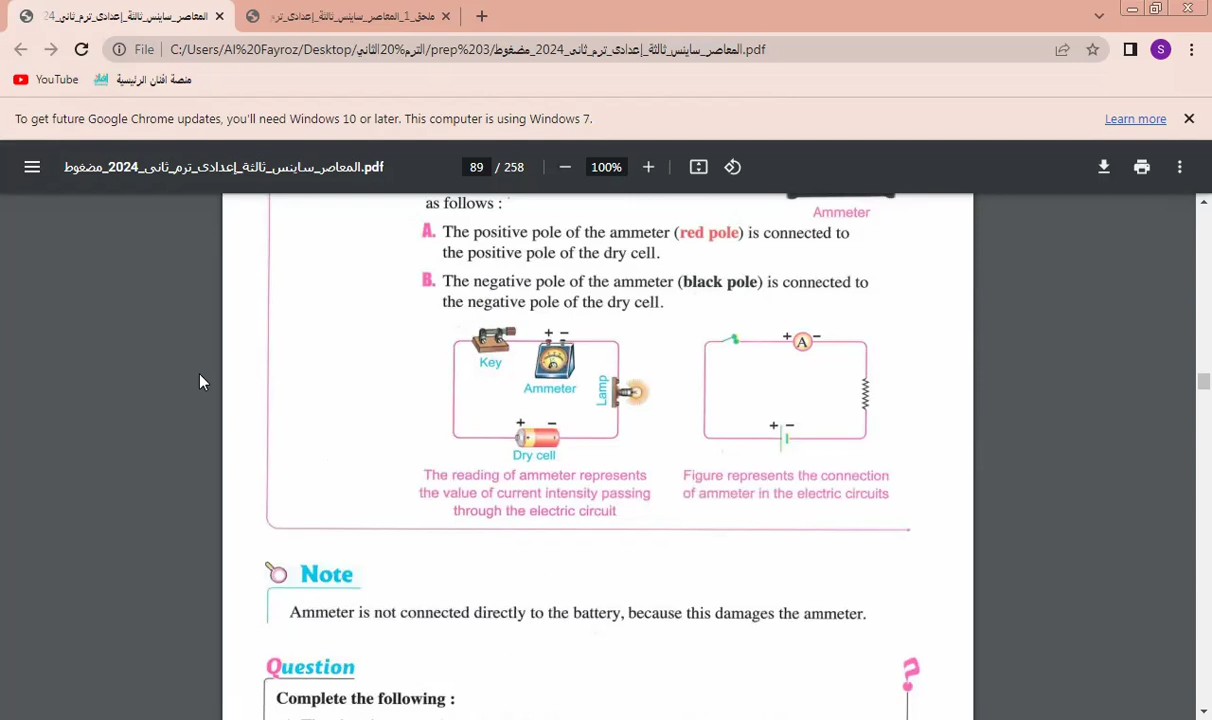 المعاصر_ساينس_ثالثة_إعدادى_ترم_ثانى_24
ملحق_1_المعاصر_ساينس_ثالثة_إعدادى_ترم
File
C:/Users/Al%20Fayroz/Desktop/الترم%20الثاني/prep%203/المعاصر_ساينس_ثالثة_إعدادى_ترم_ثانى_2024_مضغوط.pdf
S
YouTube
منصة اقنان الرئيسية
To get future Google Chrome updates, you'll need Windows 10 or later. This computer is using Windows 7.
Learn more
المعاصر_ساينس_ثالثة_إعدادى_ترم_ثانى_2024_مضغوط.pdf
89 / 258
100%
as follows :
Ammeter
A. The positive pole of the ammeter (red pole) is connected to
the positive pole of the dry cell.
B. The negative pole of the ammeter (black pole) is connected to
the negative pole of the dry cell.
+ −
Key
Ammeter
Lamp
+ −
Dry cell
The reading of ammeter represents
the value of current intensity passing
through the electric circuit
+ A −
+ −
Figure represents the connection
of ammeter in the electric circuits
Note
Ammeter is not connected directly to the battery, because this damages the ammeter.
Question
?
Complete the following :